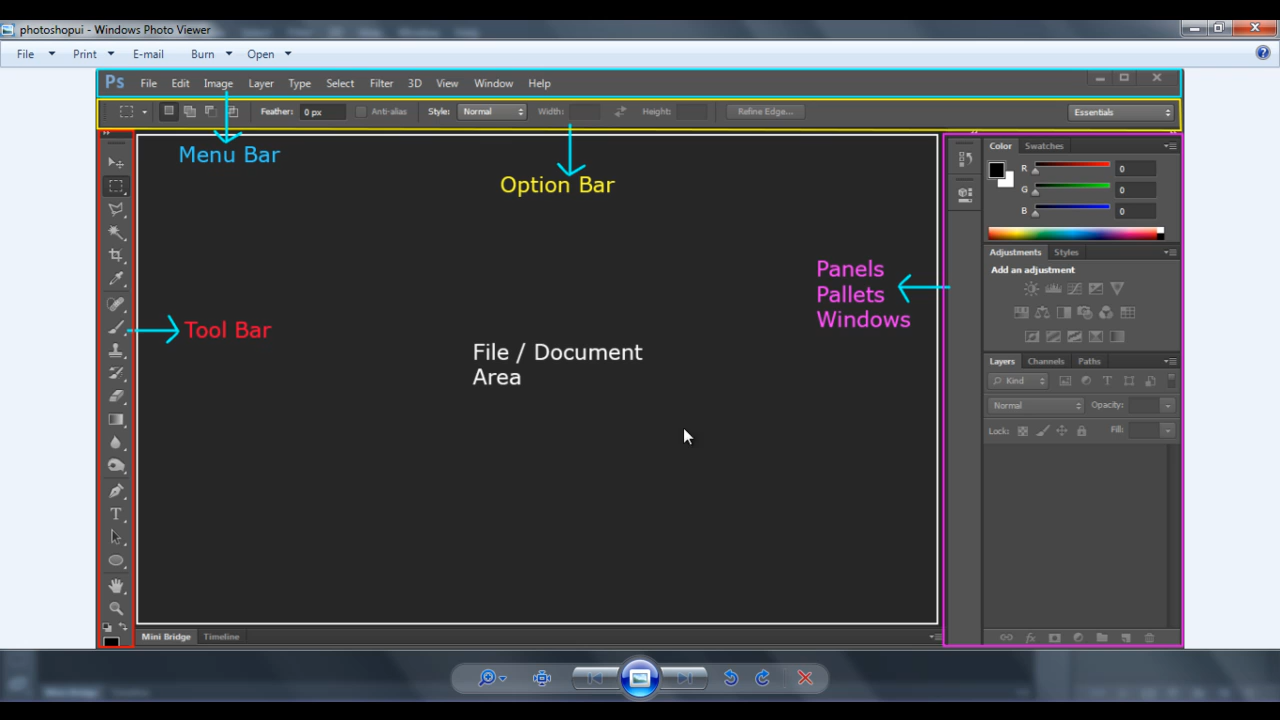 photoshopui - Windows Photo Viewer
File Print E-mail Burn Open
Ps File Edit Image Layer Type Select Filter 3D View Window Help
Feather: 0 px Anti-alias Style: Normal Width: Height: Refine Edge... Essentials
Menu Bar
Option Bar
Color Swatches
R 0
G 0
B 0
Adjustments Styles
Add an adjustment
Panels
Pallets
Windows
Tool Bar
File / Document
Area
Layers Channels Paths
Kind
Normal Opacity:
Lock: Fill:
Mini Bridge Timeline